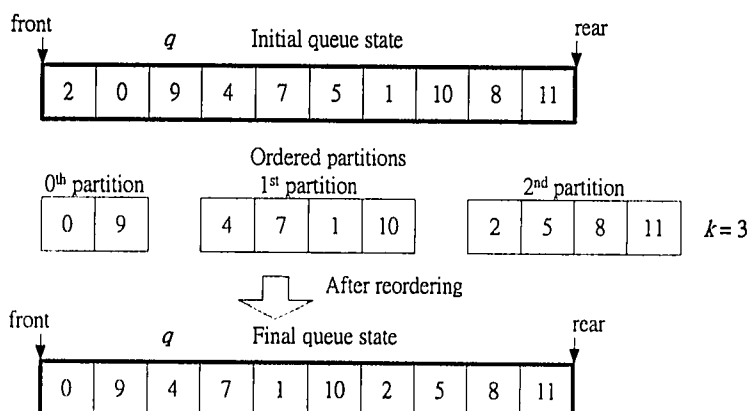 front q Initial queue state rear
2 0 9 4 7 5 1 10 8 11
Ordered partitions
0th partition 1st partition 2nd partition
0 9 4 7 1 10 2 5 8 11 k = 3
After reordering
front q Final queue state rear
0 9 4 7 1 10 2 5 8 11